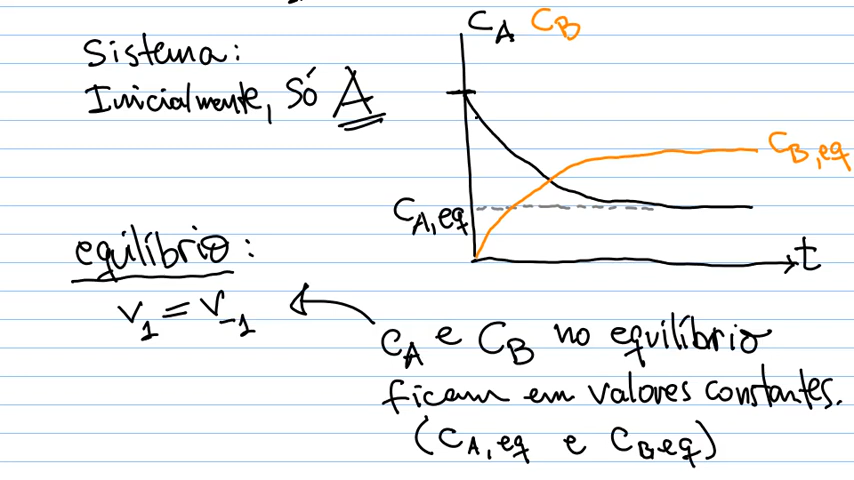 Sistema:
Inicialmente, só A
C_A C_B
C_B,eq
C_A,eq
t
equilíbrio:
v_1 = v_-1
C_A e C_B no equilíbrio
ficam em valores constantes.
(C_A,eq e C_B,eq)